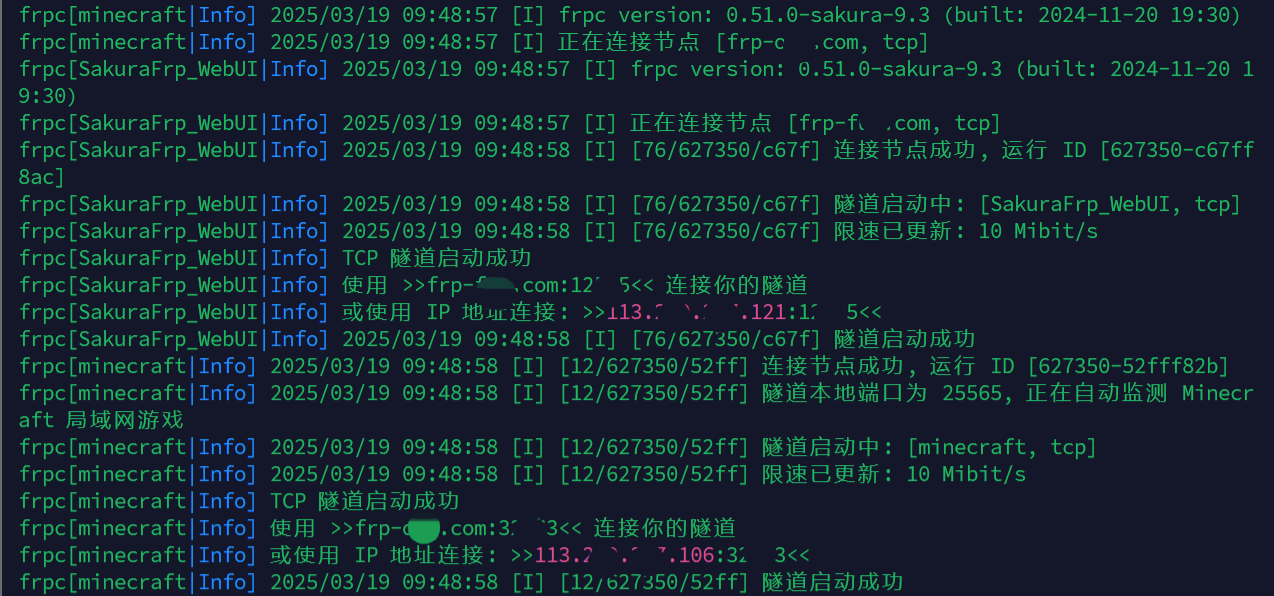 frpc[minecraft|Info] 2025/03/19 09:48:57 [I] frpc version: 0.51.0-sakura-9.3 (built: 2024-11-20 19:30)
frpc[minecraft|Info] 2025/03/19 09:48:57 [I] 正在连接节点 [frp- .com, tcp]
frpc[SakuraFrp_WebUI|Info] 2025/03/19 09:48:57 [I] frpc version: 0.51.0-sakura-9.3 (built: 2024-11-20 1
9:30)
frpc[SakuraFrp_WebUI|Info] 2025/03/19 09:48:57 [I] 正在连接节点 [frp- .com, tcp]
frpc[SakuraFrp_WebUI|Info] 2025/03/19 09:48:58 [I] [76/627350/c67f] 连接节点成功, 运行 ID [627350-c67ff
8ac]
frpc[SakuraFrp_WebUI|Info] 2025/03/19 09:48:58 [I] [76/627350/c67f] 隧道启动中: [SakuraFrp_WebUI, tcp]
frpc[SakuraFrp_WebUI|Info] 2025/03/19 09:48:58 [I] [76/627350/c67f] 限速已更新: 10 Mibit/s
frpc[SakuraFrp_WebUI|Info] TCP 隧道启动成功
frpc[SakuraFrp_WebUI|Info] 使用 >>frp- .com:12 5<< 连接你的隧道
frpc[SakuraFrp_WebUI|Info] 或使用 IP 地址连接: >>113. .121:1 5<<
frpc[SakuraFrp_WebUI|Info] 2025/03/19 09:48:58 [I] [76/627350/c67f] 隧道启动成功
frpc[minecraft|Info] 2025/03/19 09:48:58 [I] [12/627350/52ff] 连接节点成功, 运行 ID [627350-52fff82b]
frpc[minecraft|Info] 2025/03/19 09:48:58 [I] [12/627350/52ff] 隧道本地端口为 25565, 正在自动监测 Minecr
aft 局域网游戏
frpc[minecraft|Info] 2025/03/19 09:48:58 [I] [12/627350/52ff] 隧道启动中: [minecraft, tcp]
frpc[minecraft|Info] 2025/03/19 09:48:58 [I] [12/627350/52ff] 限速已更新: 10 Mibit/s
frpc[minecraft|Info] TCP 隧道启动成功
frpc[minecraft|Info] 使用 >>frp- .com:3 3<< 连接你的隧道
frpc[minecraft|Info] 或使用 IP 地址连接: >>113. .106:32 3<<
frpc[minecraft|Info] 2025/03/19 09:48:58 [I] [12/627350/52ff] 隧道启动成功